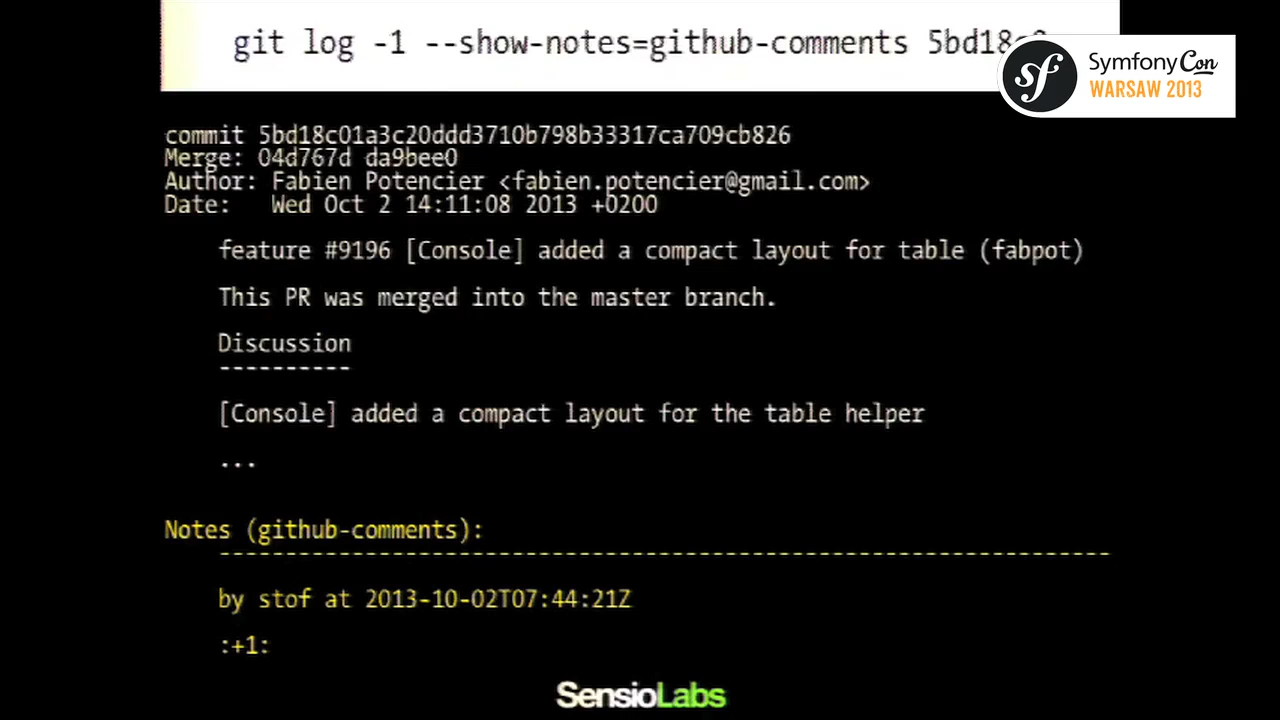 git log -1 --show-notes=github-comments 5bd18c0
sf
SymfonyCon
WARSAW 2013
commit 5bd18c01a3c20ddd3710b798b33317ca709cb826
Merge: 04d767d da9bee0
Author: Fabien Potencier <fabien.potencier@gmail.com>
Date:   Wed Oct 2 14:11:08 2013 +0200
feature #9196 [Console] added a compact layout for table (fabpot)
This PR was merged into the master branch.
Discussion
----------
[Console] added a compact layout for the table helper
...
Notes (github-comments):
-------------------------------------------------------------------
by stof at 2013-10-02T07:44:21Z
:+1:
SensioLabs